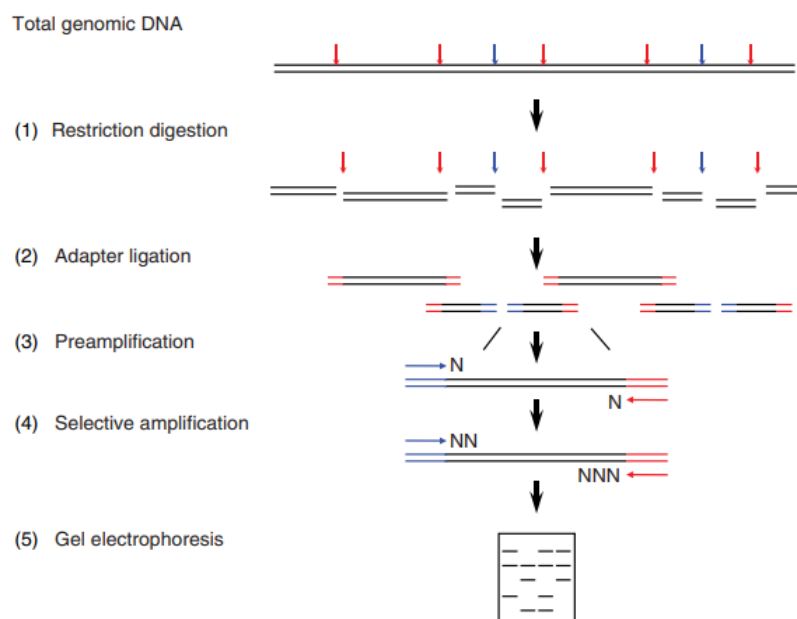 Total genomic DNA
(1) Restriction digestion
(2) Adapter ligation
(3) Preamplification
N
N
(4) Selective amplification
NN
NNN
(5) Gel electrophoresis